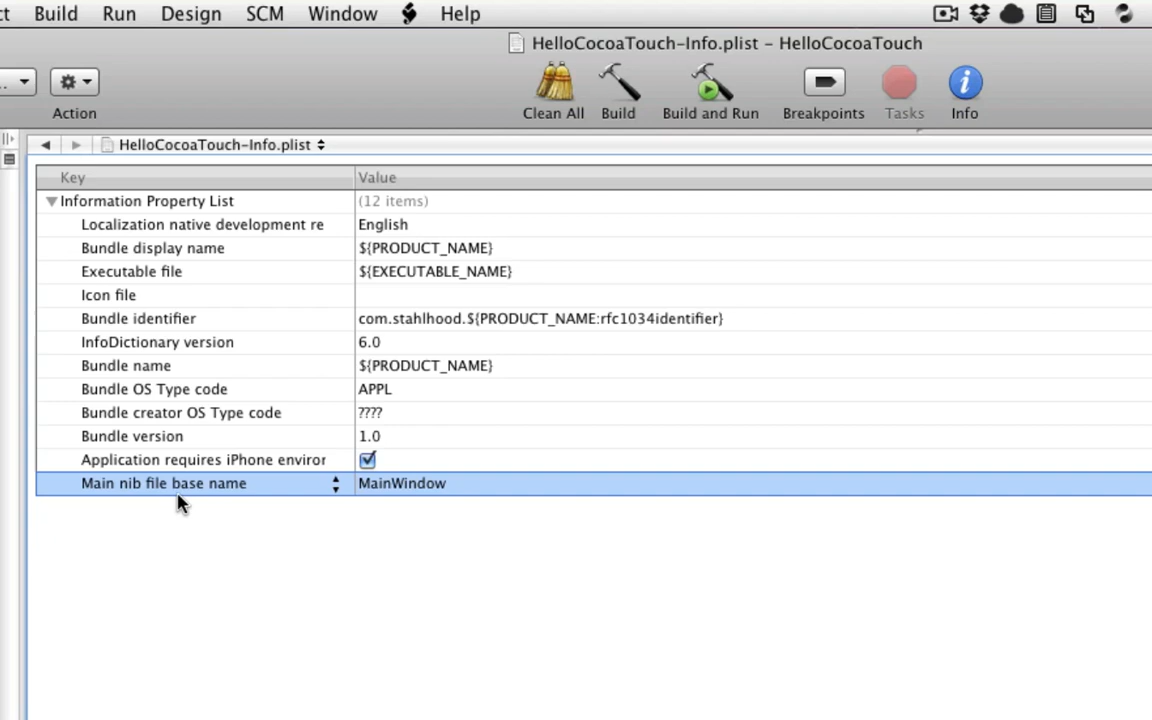 ct Build Run Design SCM Window Help
HelloCocoaTouch-Info.plist – HelloCocoaTouch
Action Clean All Build Build and Run Breakpoints Tasks Info
HelloCocoaTouch-Info.plist
Key Value
Information Property List (12 items)
Localization native development re English
Bundle display name ${PRODUCT_NAME}
Executable file ${EXECUTABLE_NAME}
Icon file
Bundle identifier com.stahlhood.${PRODUCT_NAME:rfc1034identifier}
InfoDictionary version 6.0
Bundle name ${PRODUCT_NAME}
Bundle OS Type code APPL
Bundle creator OS Type code ????
Bundle version 1.0
Application requires iPhone enviror
Main nib file base name MainWindow